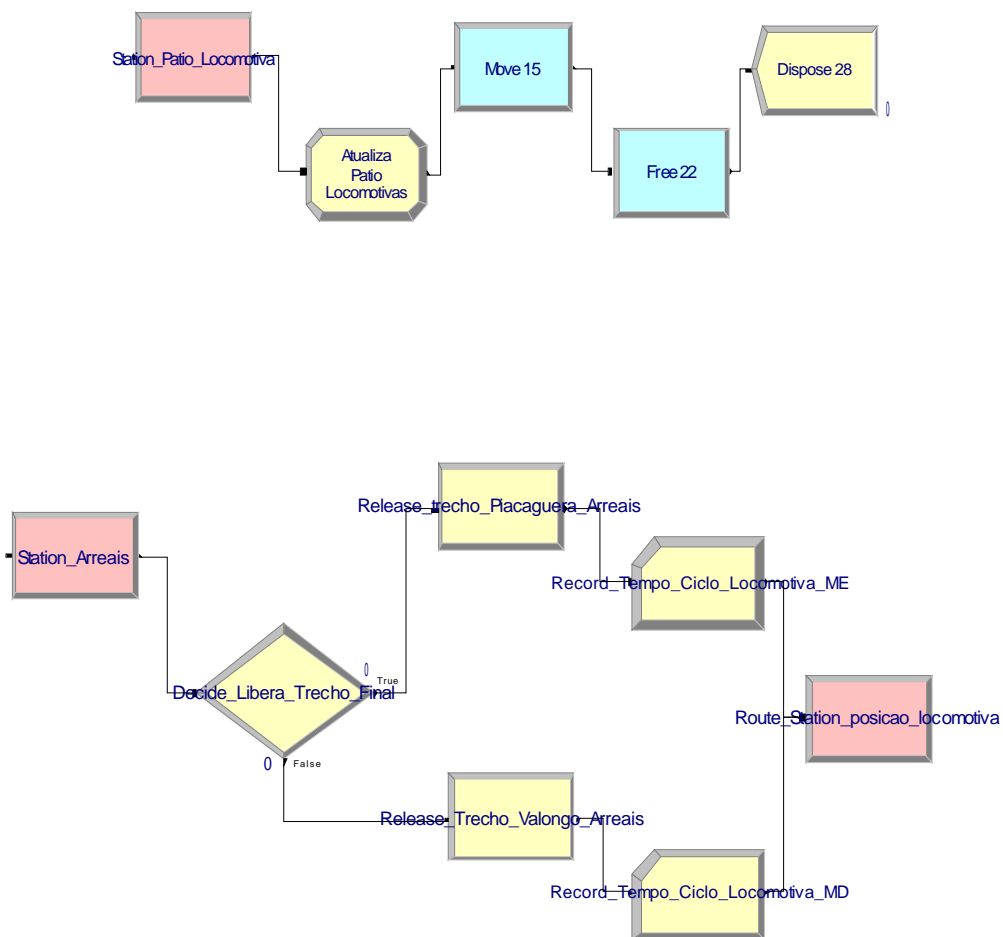 Station_Patio_Locomotiva
Move 15
Dispose 28
0
Atualiza
Patio
Locomotivas
Free 22
Release_trecho_Piacaguera_Arreais
Station_Arreais
Record_Tempo_Ciclo_Locomotiva_ME
0
True
Decide_Libera_Trecho_Final
Route_Station_posicao_locomotiva
0
False
Release_Trecho_Valongo_Arreais
Record_Tempo_Ciclo_Locomotiva_MD